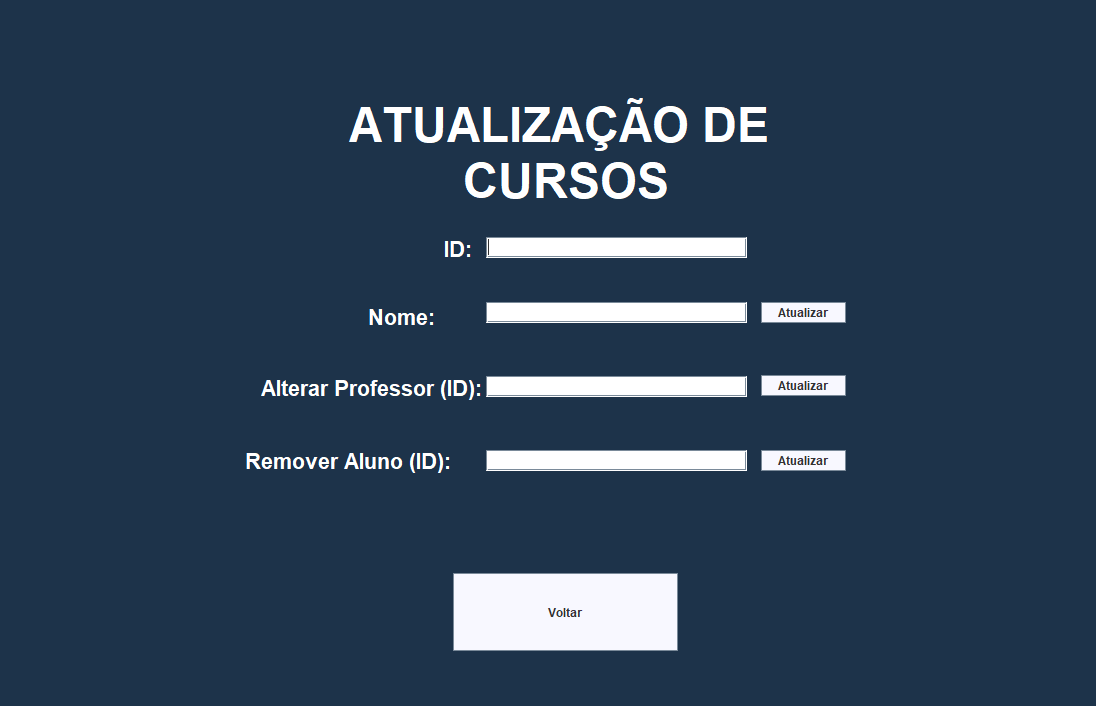 ATUALIZAÇÃO DE
CURSOS
ID:
Nome:
Atualizar
Alterar Professor (ID):
Atualizar
Remover Aluno (ID):
Atualizar
Voltar